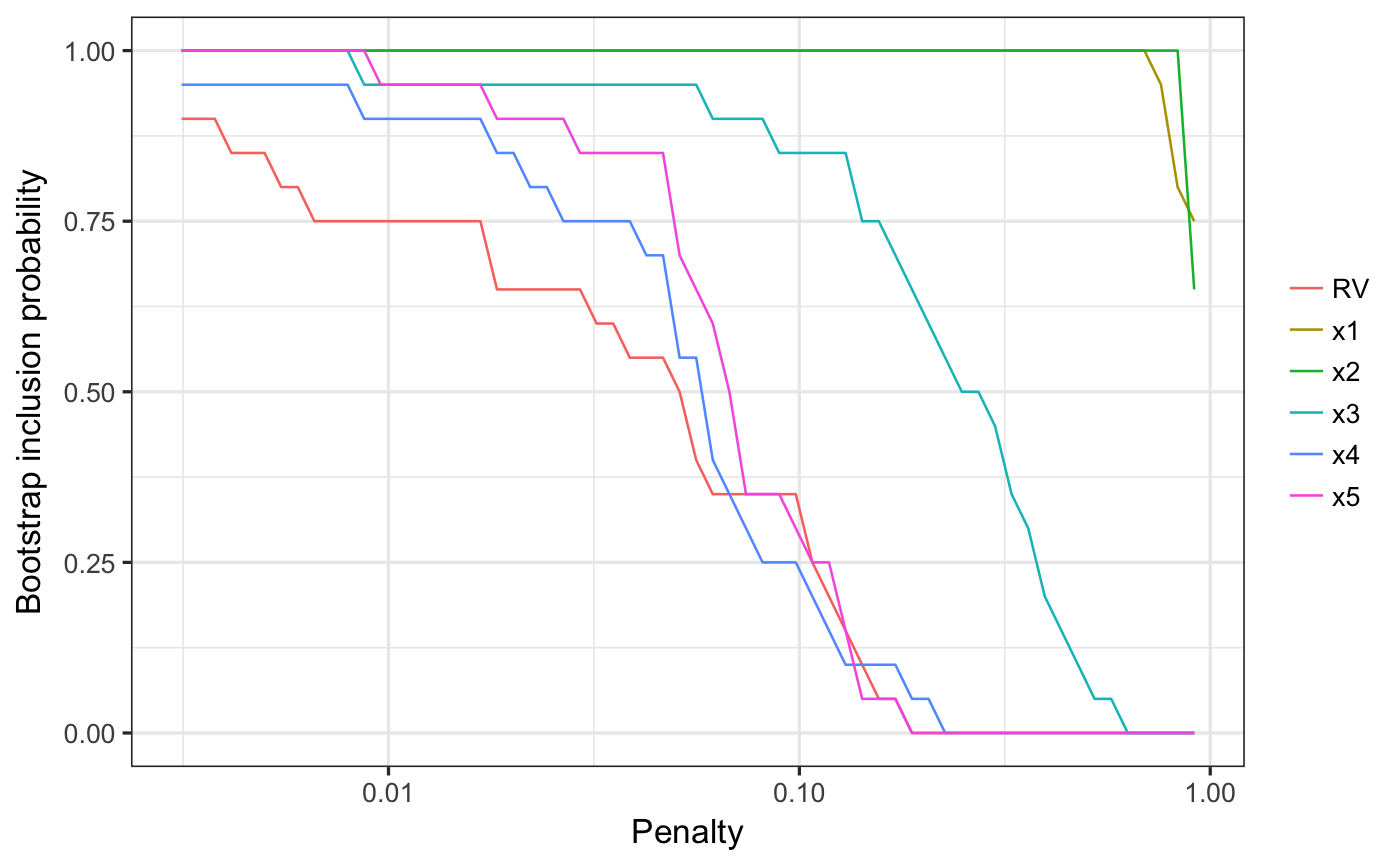 Bootstrap inclusion probability
1.00
0.75
0.50
0.25
0.00
0.01
0.10
1.00
Penalty
RV
x1
x2
x3
x4
x5